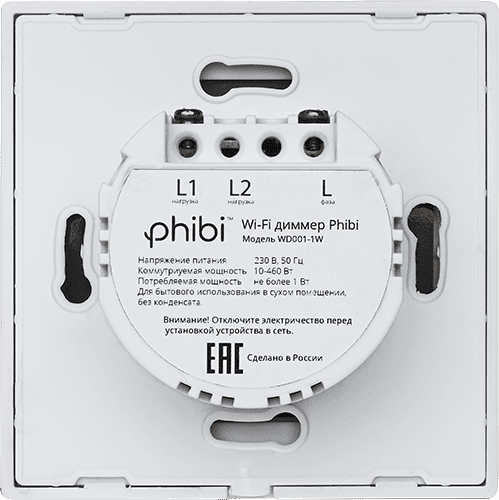 L1 L2 L
нагрузка нагрузка фаза
phibi™ Wi-Fi диммер Phibi
Модель WD001-1W
Напряжение питания 230 В, 50 Гц
Коммутируемая мощность 10-460 Вт
Потребляемая мощность не более 1 Вт
Для бытового использования в сухом помещении,
без конденсата.
Внимание! Отключите электричество перед
установкой устройства в сеть.
EAC Сделано в России